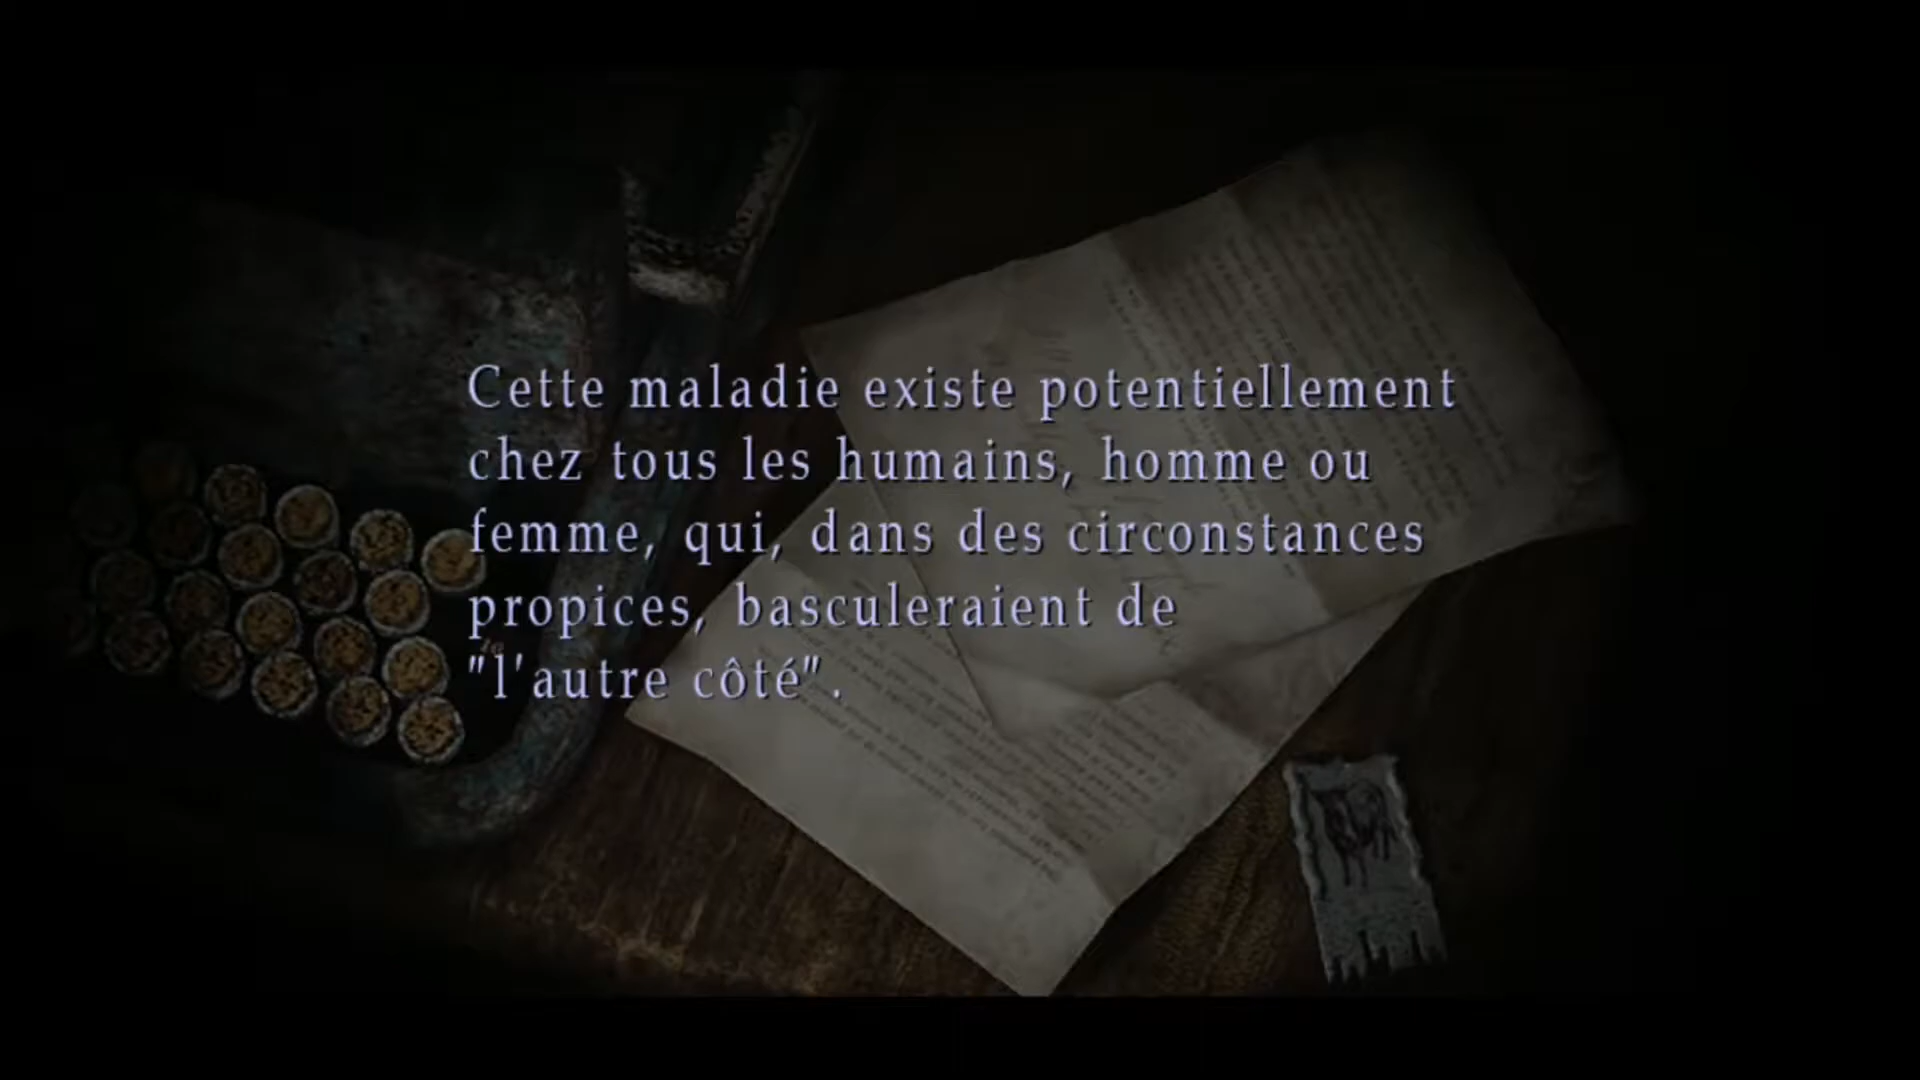 Cette maladie existe potentiellement
chez tous les humains, homme ou
femme, qui, dans des circonstances
propices, basculeraient de
"l'autre côté".